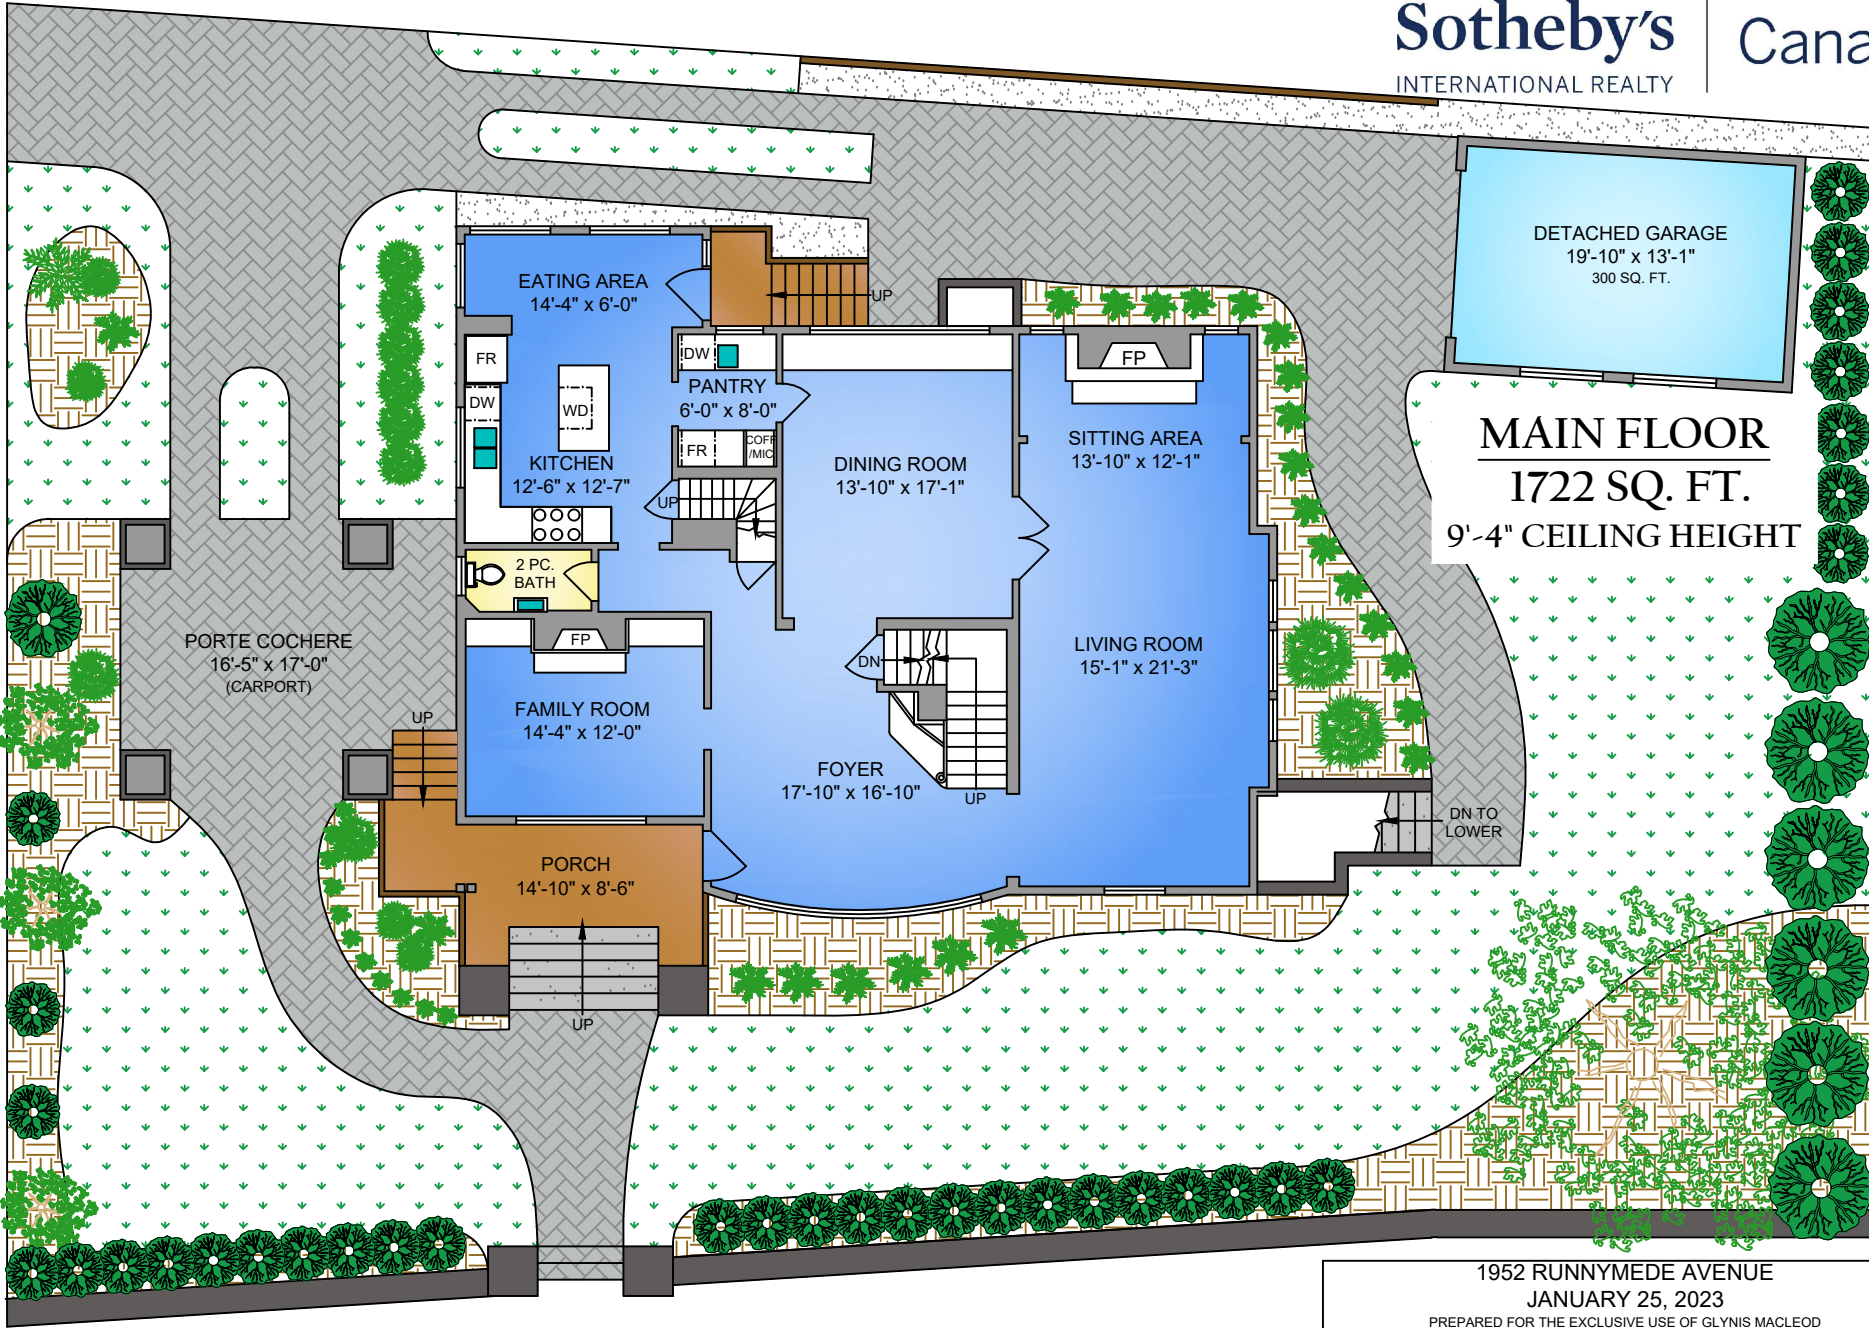 Sotheby's
INTERNATIONAL REALTY
DETACHED GARAGE
19'-10" x 13'-1"
300 SQ. FT.
EATING AREA
14'-4" x 6'-0"
UP
FR
DW
FP
PANTRY
6'-0" x 8'-0"
DW
WD
FR
COFF
/MIC
MAIN FLOOR
1722 SQ. FT.
9'-4" CEILING HEIGHT
SITTING AREA
13'-10" x 12'-1"
KITCHEN
12'-6" x 12'-7"
DINING ROOM
13'-10" x 17'-1"
UP
2 PC.
BATH
PORTE COCHERE
16'-5" x 17'-0"
(CARPORT)
FP
DN
LIVING ROOM
15'-1" x 21'-3"
UP
FAMILY ROOM
14'-4" x 12'-0"
FOYER
17'-10" x 16'-10"
UP
DN TO
LOWER
PORCH
14'-10" x 8'-6"
UP
1952 RUNNYMEDE AVENUE
JANUARY 25, 2023
PREPARED FOR THE EXCLUSIVE USE OF GLYNIS MACLEOD